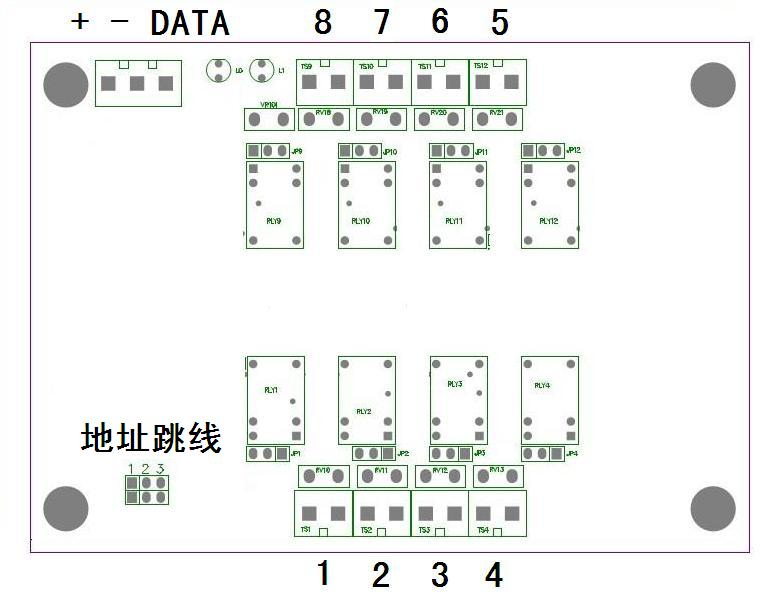 + - DATA 8 7 6 5
L0 L1 TS9 TS10 TS11 TS12
RV18 RV19 RV20 RV21
JP9 JP10 JP11 JP12
RLY9 RLY10 RLY11 RLY12
RLY1 RLY2 RLY3 RLY4
地址跳线
JP1 JP2 JP3 JP4
1 2 3
RV10 RV11 RV12 RV13
TS1 TS2 TS3 TS4
1 2 3 4